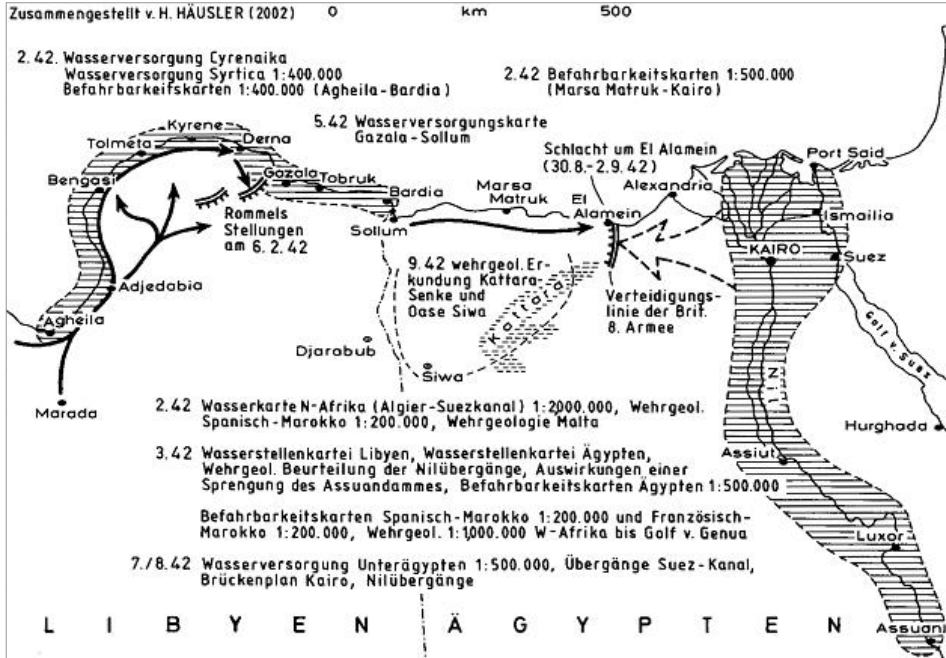 Zusammengestellt v. H. HÄUSLER (2002)
0 km 500
2.42. Wasserversorgung Cyrenaika
Wasserversorgung Syrtica 1:400.000
Befahrbarkeitskarten 1:400.000 (Agheila-Bardia)
2.42 Befahrbarkeitskarten 1:500.000
(Marsa Matruk-Kairo)
5.42 Wasserversorgungskarte
Gazala-Sollum
Schlacht um El Alamein
(30.8.-2.9.42)
Kyrene
Tolmeta
Derna
Bengasi
Gazala
Tobruk
Bardia
Sollum
Marsa
Matruk
El
Alamein
Alexandria
Port Said
Ismailia
KAIRO
Suez
Rommels
Stellungen
am 6.2.42
9.42 wehrgeol. Er-
kundung Kattara-
Senke und
Oase Siwa
Kattara
Verteidigungs-
linie der Brit.
8. Armee
Golf v. Suez
Adjedabia
Agheila
Marada
Djarabub
Siwa
Nil
Hurghada
2.42 Wasserkarte N-Afrika (Algier-Suezkanal) 1:2,000.000, Wehrgeol.
Spanisch-Marokko 1:200.000, Wehrgeologie Malta
3.42 Wasserstellenkartei Libyen, Wasserstellenkartei Ägypten,
Wehrgeol. Beurteilung der Nilübergänge, Auswirkungen einer
Sprengung des Assuandammes, Befahrbarkeitskarten Ägypten 1:500.000
Assiut
Befahrbarkeitskarten Spanisch-Marokko 1:200.000 und Französisch-
Marokko 1:200.000, Wehrgeol. 1:1,000.000 W-Afrika bis Golf v. Genua
Luxor
7./8.42 Wasserversorgung Unterägypten 1:500.000, Übergänge Suez-Kanal,
Brückenplan Kairo, Nilübergänge
LIBYEN ÄGYPTEN
Assuan